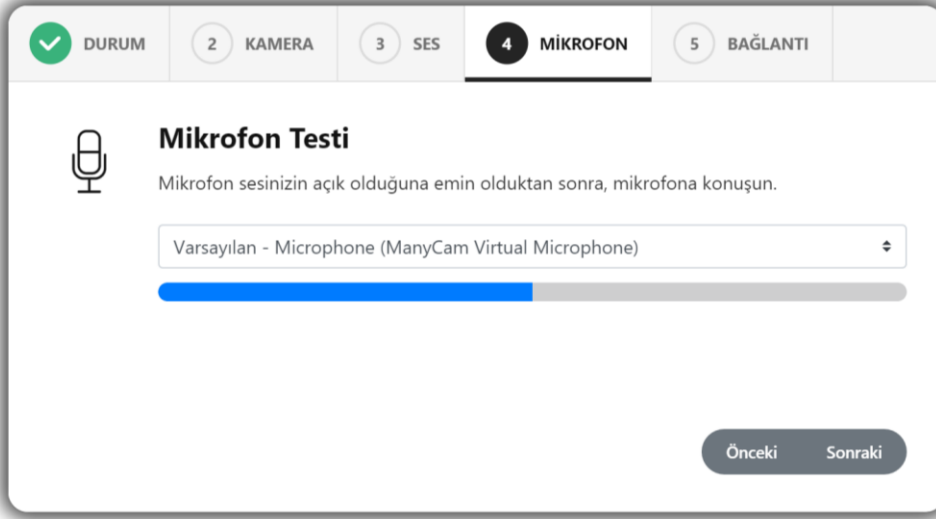 DURUM
2 KAMERA
3 SES
4 MİKROFON
5 BAĞLANTI
Mikrofon Testi
Mikrofon sesinizin açık olduğuna emin olduktan sonra, mikrofona konuşun.
Varsayılan - Microphone (ManyCam Virtual Microphone)
Önceki
Sonraki